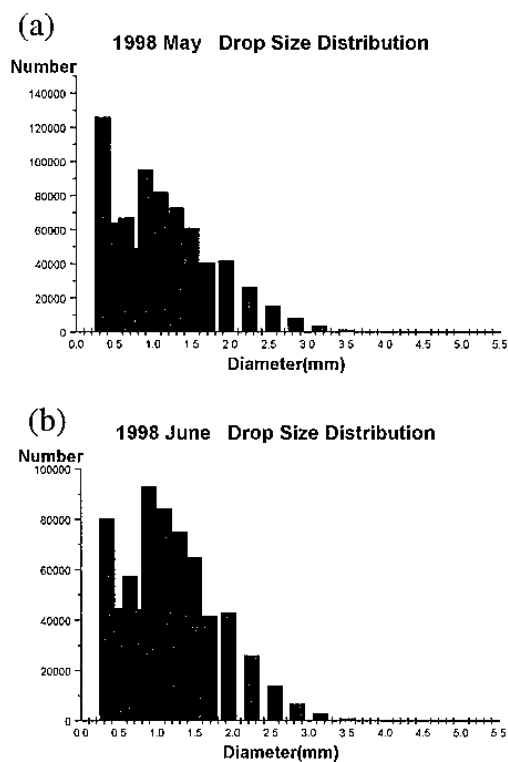 (a)
1998 May Drop Size Distribution
Number
140000
120000
100000
80000
60000
40000
20000
0
0.0 0.5 1.0 1.5 2.0 2.5 3.0 3.5 4.0 4.5 5.0 5.5
Diameter(mm)
(b)
1998 June Drop Size Distribution
Number
100000
80000
60000
40000
20000
0
0.0 0.5 1.0 1.5 2.0 2.5 3.0 3.5 4.0 4.5 5.0 5.5
Diameter(mm)